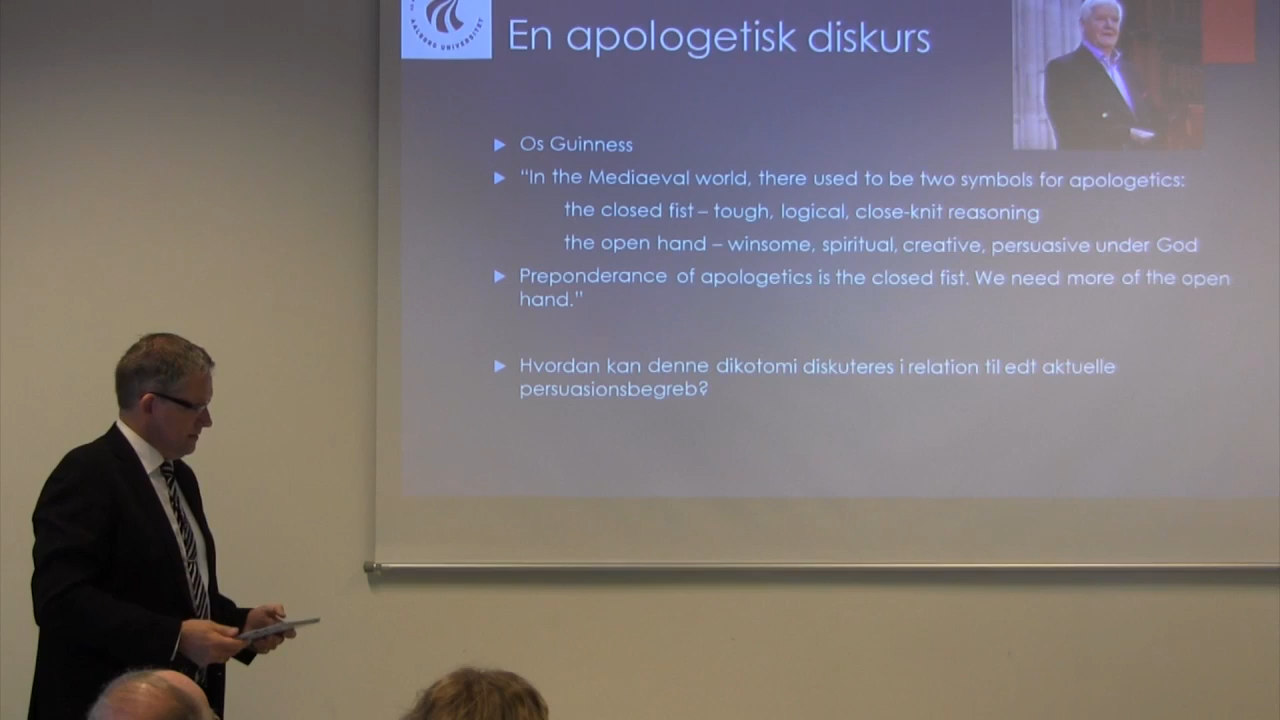 AALBORG UNIVERSITET
En apologetisk diskurs
Os Guinness
“In the Mediaeval world, there used to be two symbols for apologetics:
the closed fist – tough, logical, close-knit reasoning
the open hand – winsome, spiritual, creative, persuasive under God
Preponderance of apologetics is the closed fist. We need more of the open
hand.”
Hvordan kan denne dikotomi diskuteres i relation til edt aktuelle
persuasionsbegreb?